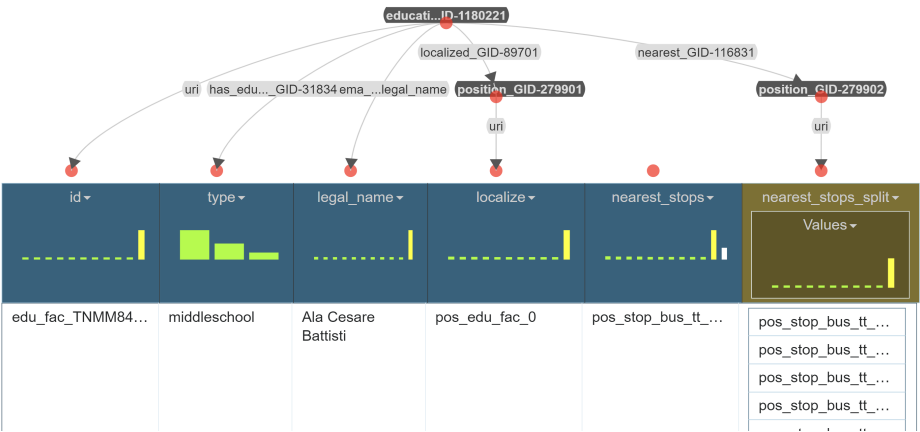 educati...ID-1180221
localized_GID-89701
nearest_GID-116831
uri
has_edu..._GID-31834
ema_...legal_name
position_GID-279901
position_GID-279902
uri
uri
id
type
legal_name
localize
nearest_stops
nearest_stops_split
Values
edu_fac_TNMM84…
middleschool
Ala Cesare
Battisti
pos_edu_fac_0
pos_stop_bus_tt_…
pos_stop_bus_tt_…
pos_stop_bus_tt_…
pos_stop_bus_tt_…
pos_stop_bus_tt_…